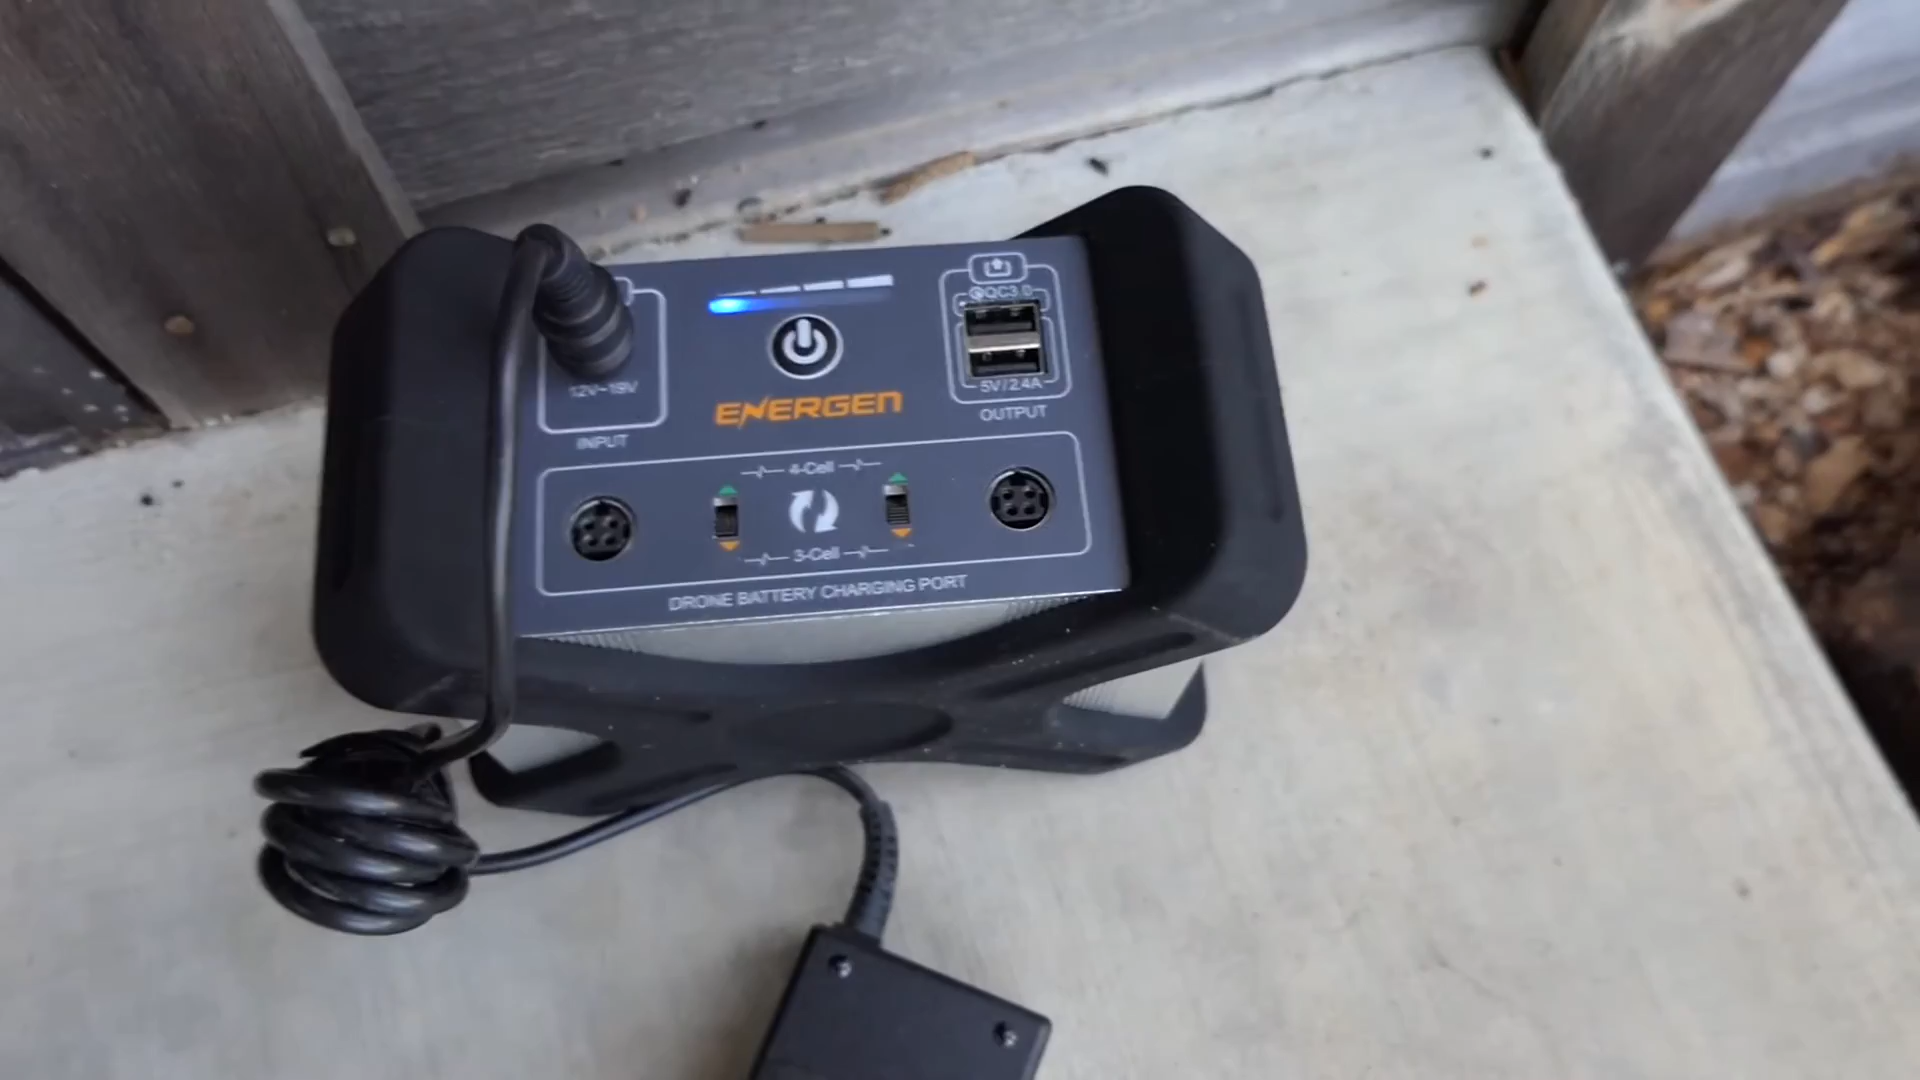 QC3.0
12V~19V
5V/2.4A
ENERGEN
OUTPUT
INPUT
4-Cell
3-Cell
DRONE BATTERY CHARGING PORT